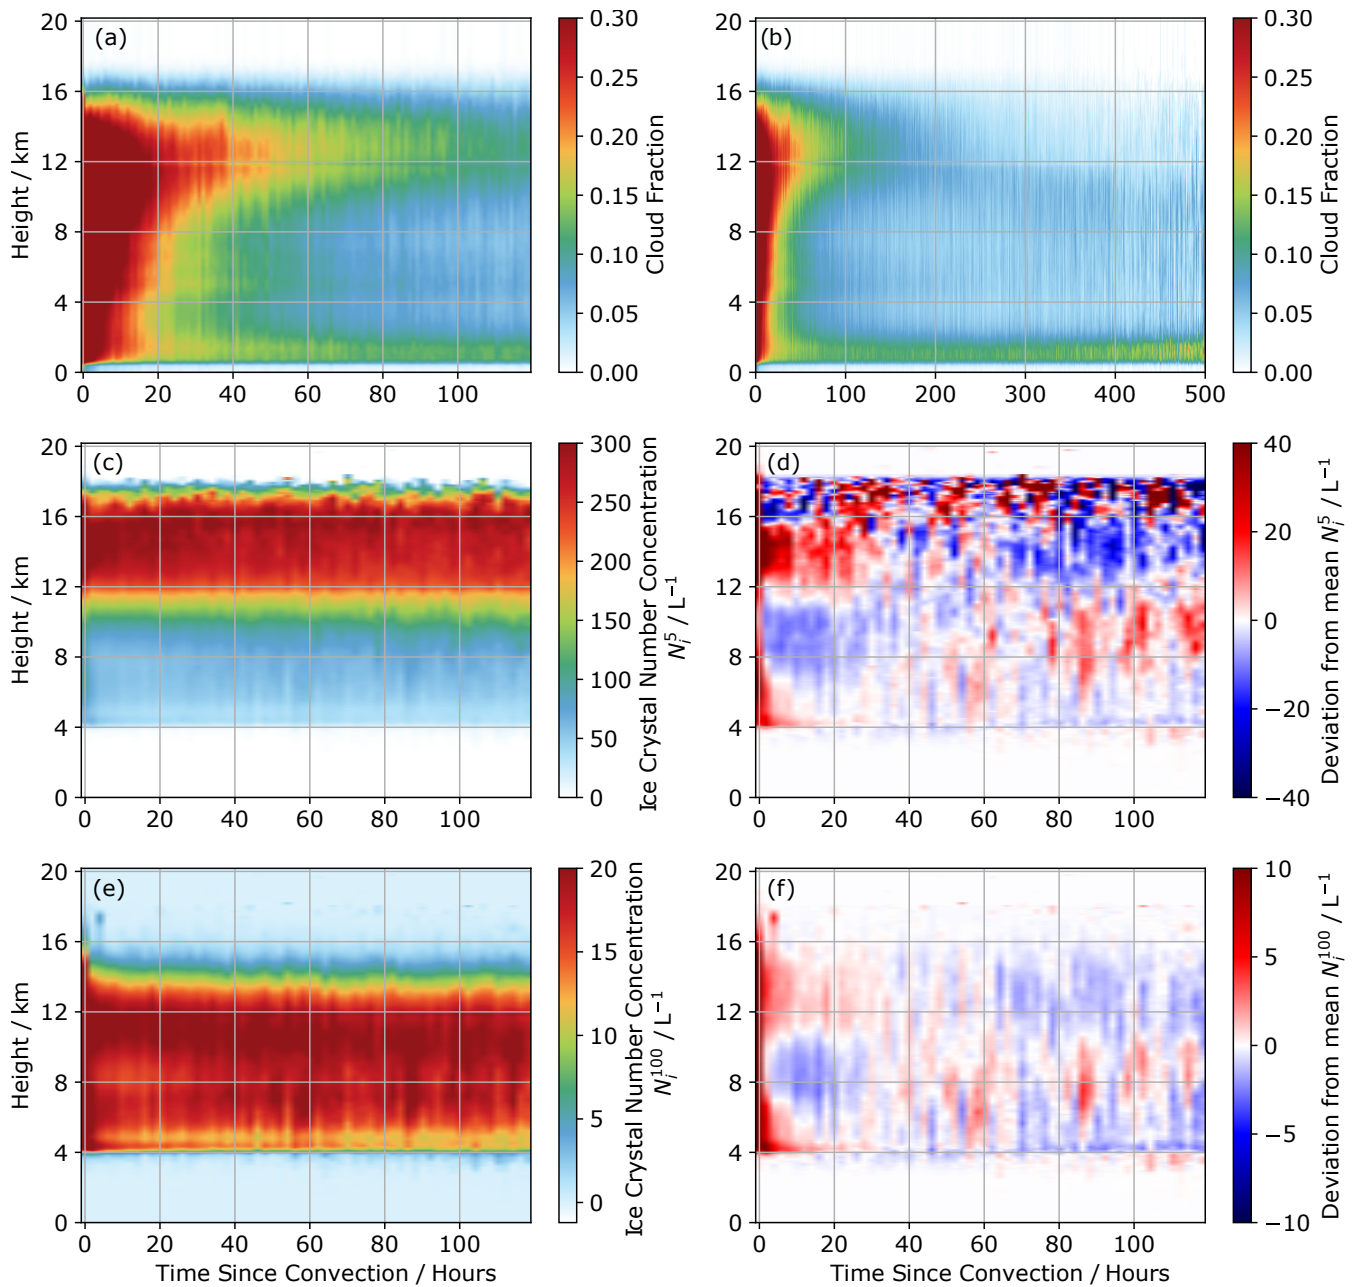 (a)
20
16
12
8
4
0
Height / km
0 20 40 60 80 100
0.30
0.25
0.20
0.15
0.10
0.05
0.00
Cloud Fraction
(b)
20
16
12
8
4
0
0 100 200 300 400 500
0.30
0.25
0.20
0.15
0.10
0.05
0.00
Cloud Fraction
(c)
20
16
12
8
4
0
Height / km
0 20 40 60 80 100
300
250
200
150
100
50
0
Ice Crystal Number Concentration
N_i^5 / L⁻¹
(d)
20
16
12
8
4
0
0 20 40 60 80 100
40
20
0
−20
−40
Deviation from mean N_i^5 / L⁻¹
(e)
20
16
12
8
4
0
Height / km
0 20 40 60 80 100
Time Since Convection / Hours
20
15
10
5
0
Ice Crystal Number Concentration
N_i^100 / L⁻¹
(f)
20
16
12
8
4
0
0 20 40 60 80 100
Time Since Convection / Hours
10
5
0
−5
−10
Deviation from mean N_i^100 / L⁻¹